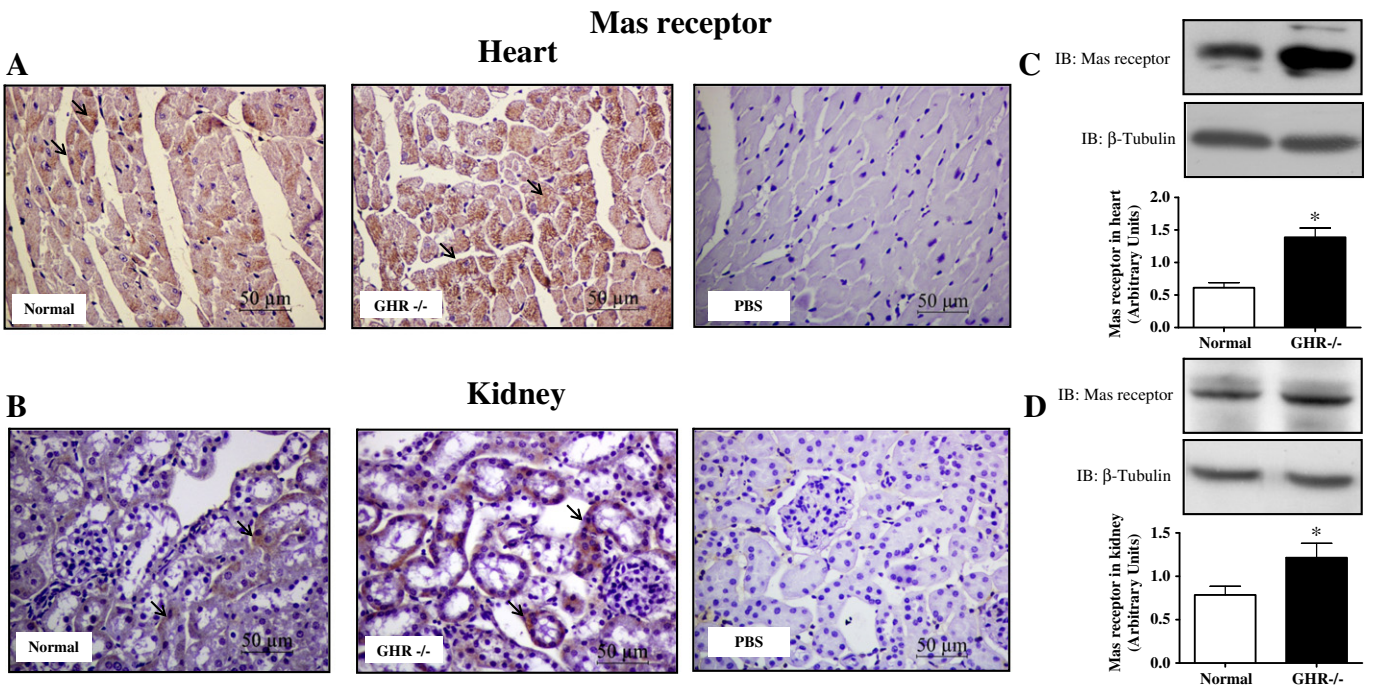 Mas receptor
Heart
A
Normal
50 µm
GHR -/-
50 µm
PBS
50 µm
Kidney
B
Normal
50 µm
GHR -/-
50 µm
PBS
50 µm
C
IB: Mas receptor
IB: β-Tubulin
Mas receptor in heart
(Arbitrary Units)
2.0
1.5
1.0
0.5
0.0
*
Normal
GHR-/-
D
IB: Mas receptor
IB: β-Tubulin
Mas receptor in kidney
(Arbitrary Units)
1.5
1.0
0.5
0.0
*
Normal
GHR-/-